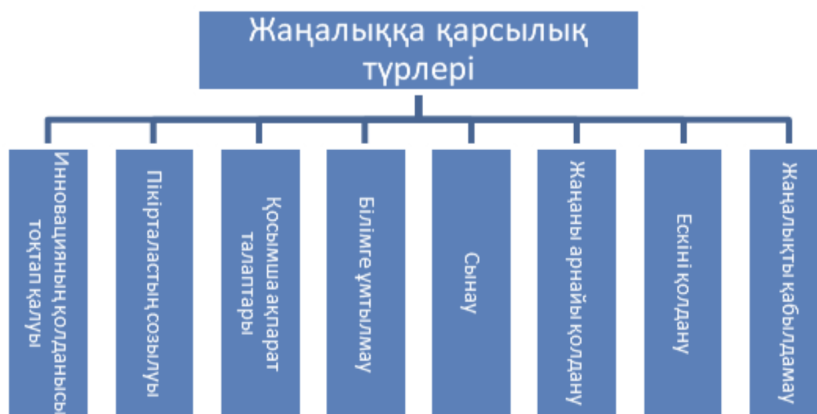 Жаңалыққа қарсылық
түрлері
Инновацияның қолданысы
тоқтап қалуы
Пікірталастың созылуы
Қосымша ақпарат
талаптары
Білімге ұмтылмау
Сынау
Жаңаны арнайы қолдану
Ескіні қолдану
Жаңалықты қабылдамау